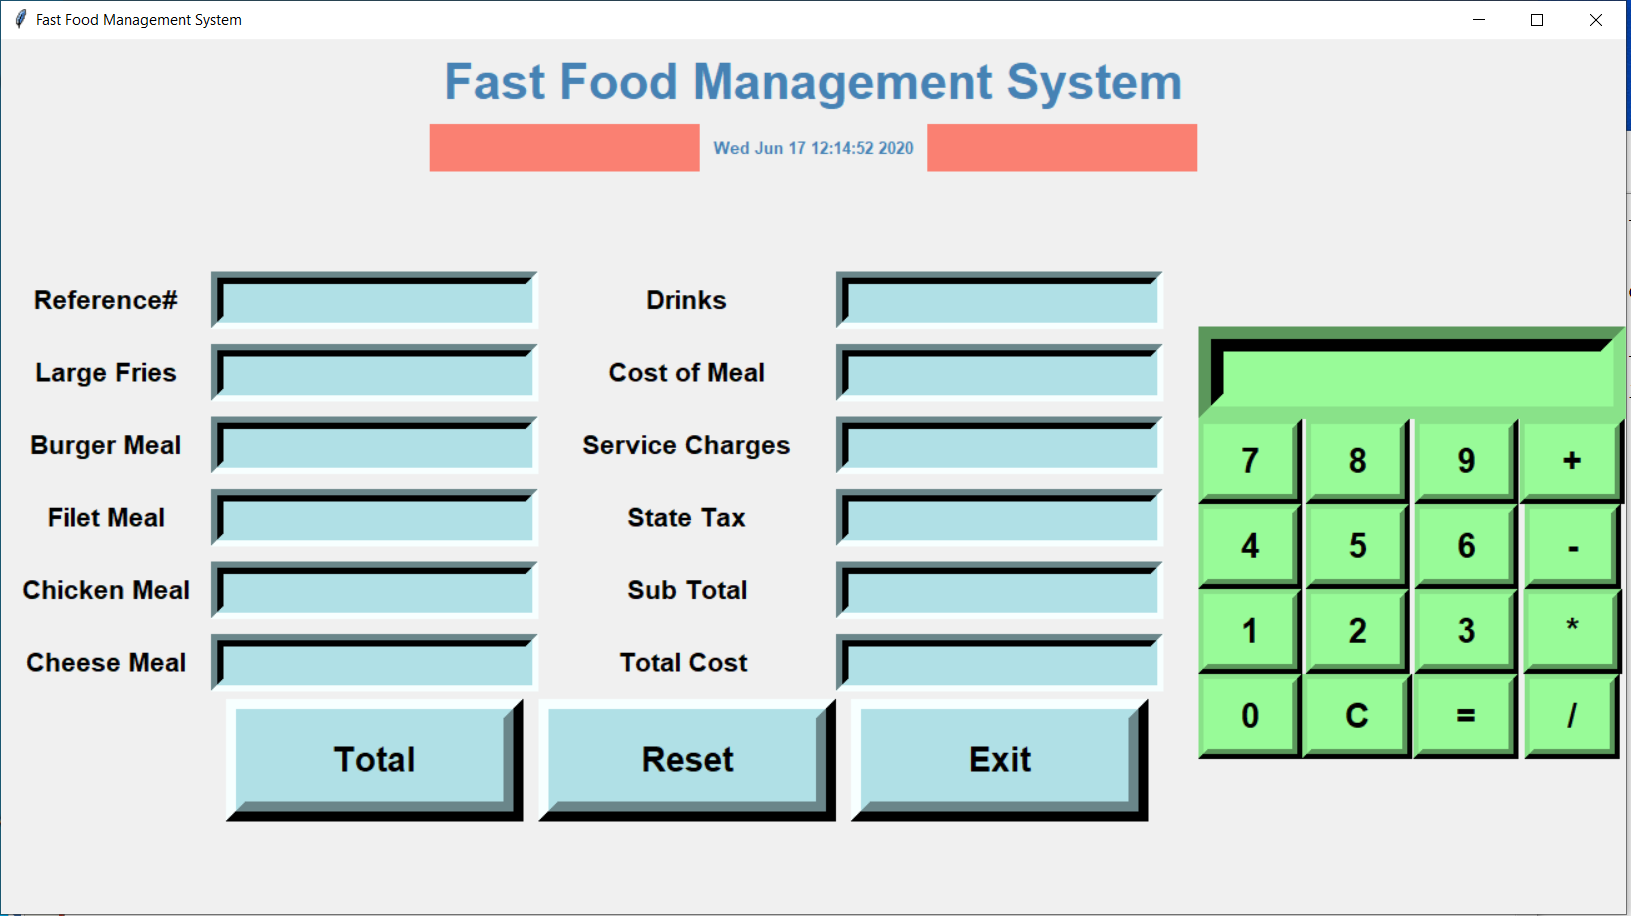 Fast Food Management System
Fast Food Management System
Wed Jun 17 12:14:52 2020
Reference#
Drinks
Large Fries
Cost of Meal
Burger Meal
Service Charges
Filet Meal
State Tax
Chicken Meal
Sub Total
Cheese Meal
Total Cost
Total Reset Exit
7 8 9 +
4 5 6 -
1 2 3 *
0 C = /